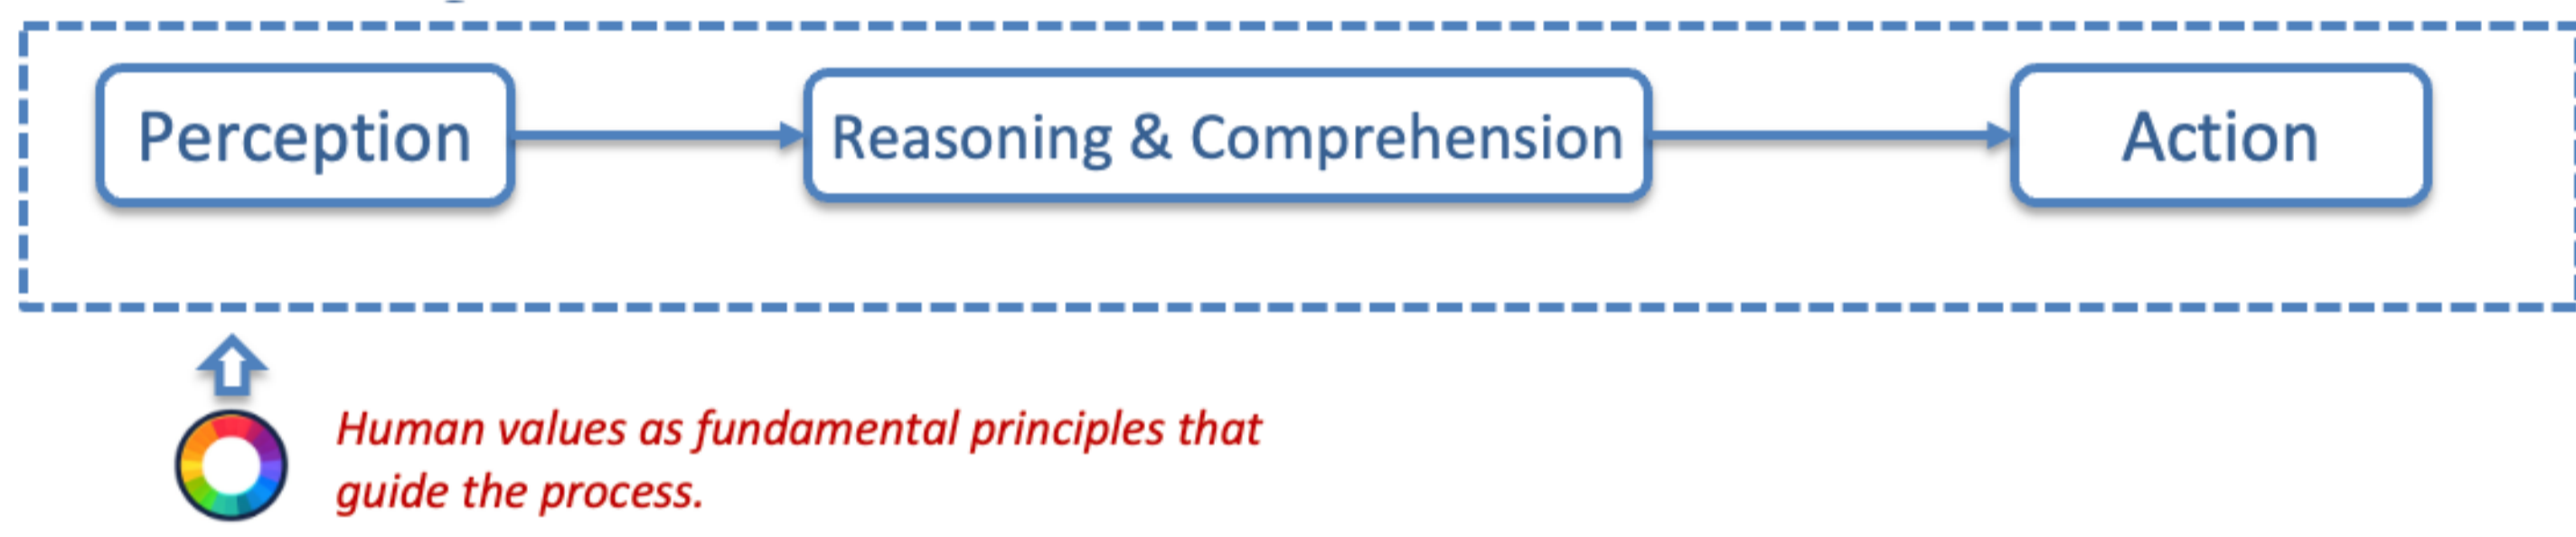 Perception
Reasoning & Comprehension
Action
Human values as fundamental principles that
guide the process.